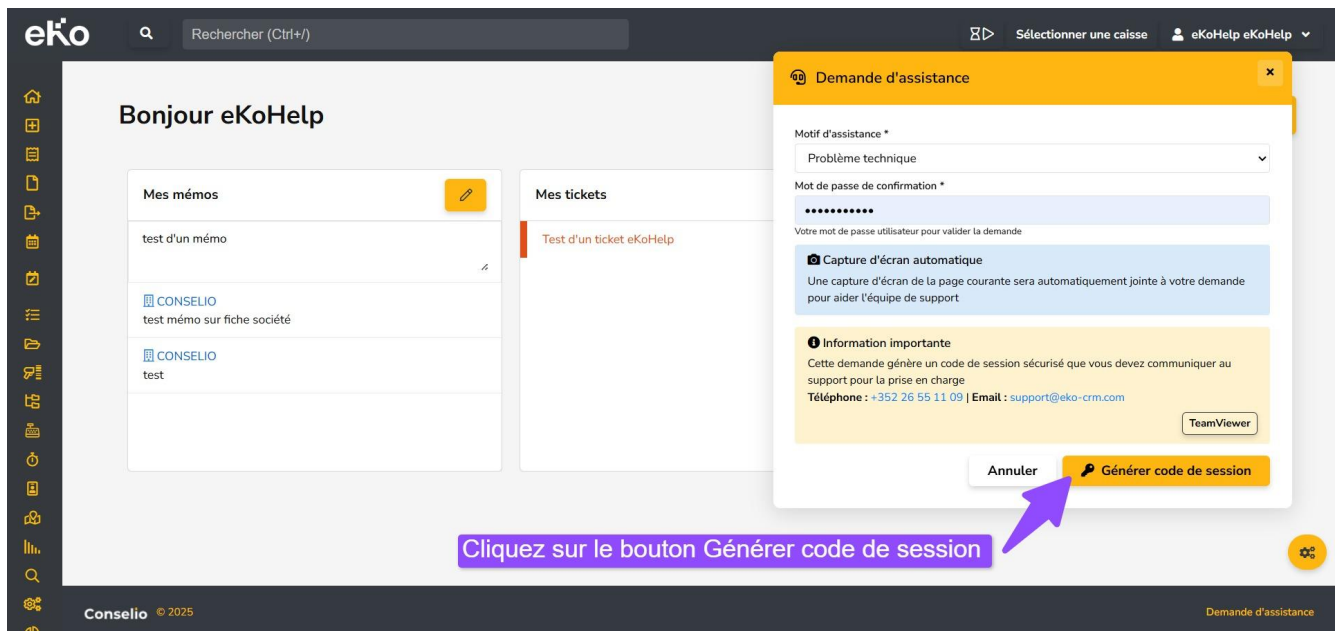 eKo
Rechercher (Ctrl+/)
Sélectionner une caisse
eKoHelp eKoHelp
Bonjour eKoHelp
Mes mémos
test d'un mémo
CONSELIO
test mémo sur fiche société
CONSELIO
test
Mes tickets
Test d'un ticket eKoHelp
Demande d'assistance
Motif d'assistance *
Problème technique
Mot de passe de confirmation *
•••••••••••
Votre mot de passe utilisateur pour valider la demande
Capture d'écran automatique
Une capture d'écran de la page courante sera automatiquement jointe à votre demande
pour aider l'équipe de support
Information importante
Cette demande génère un code de session sécurisé que vous devez communiquer au
support pour la prise en charge
Téléphone : +352 26 55 11 09 | Email : support@eko-crm.com
TeamViewer
Annuler
Générer code de session
Cliquez sur le bouton Générer code de session
Conselio © 2025
Demande d'assistance